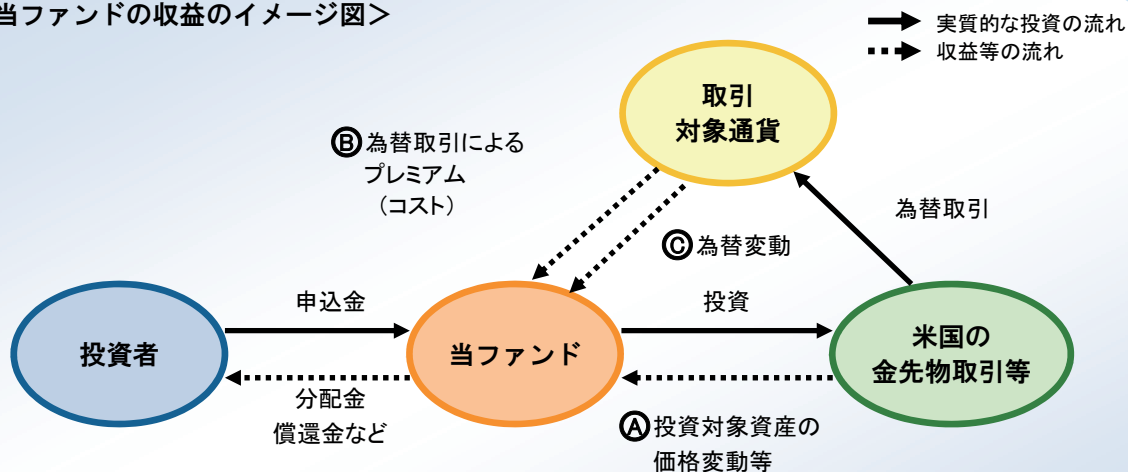 当ファンドの収益のイメージ図＞
実質的な投資の流れ
収益等の流れ
取引
対象通貨
Ⓑ為替取引による
プレミアム
（コスト）
為替取引
Ⓒ為替変動
申込金
投資
投資者
当ファンド
米国の
金先物取引等
分配金
償還金など
Ⓐ投資対象資産の
価格変動等